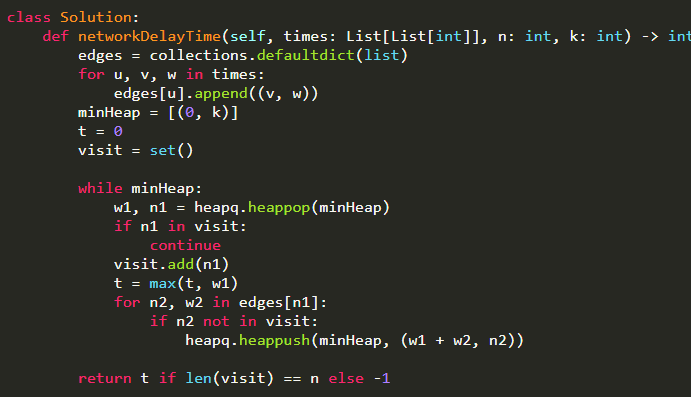 class Solution:
    def networkDelayTime(self, times: List[List[int]], n: int, k: int) -> int
        edges = collections.defaultdict(list)
        for u, v, w in times:
            edges[u].append((v, w))
        minHeap = [(0, k)]
        t = 0
        visit = set()

        while minHeap:
            w1, n1 = heapq.heappop(minHeap)
            if n1 in visit:
                continue
            visit.add(n1)
            t = max(t, w1)
            for n2, w2 in edges[n1]:
                if n2 not in visit:
                    heapq.heappush(minHeap, (w1 + w2, n2))

        return t if len(visit) == n else -1